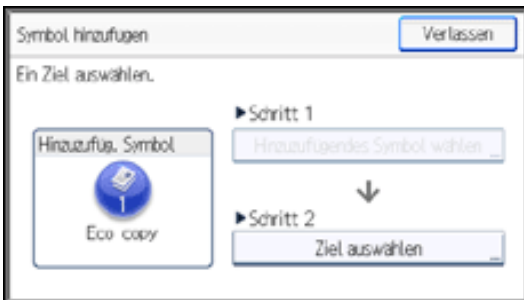 Symbol hinzufügen
Verlassen
Ein Ziel auswählen.
Hinzuzufüg. Symbol
1
Eco copy
►Schritt 1
Hinzuzufügendes Symbol wählen
►Schritt 2
Ziel auswählen